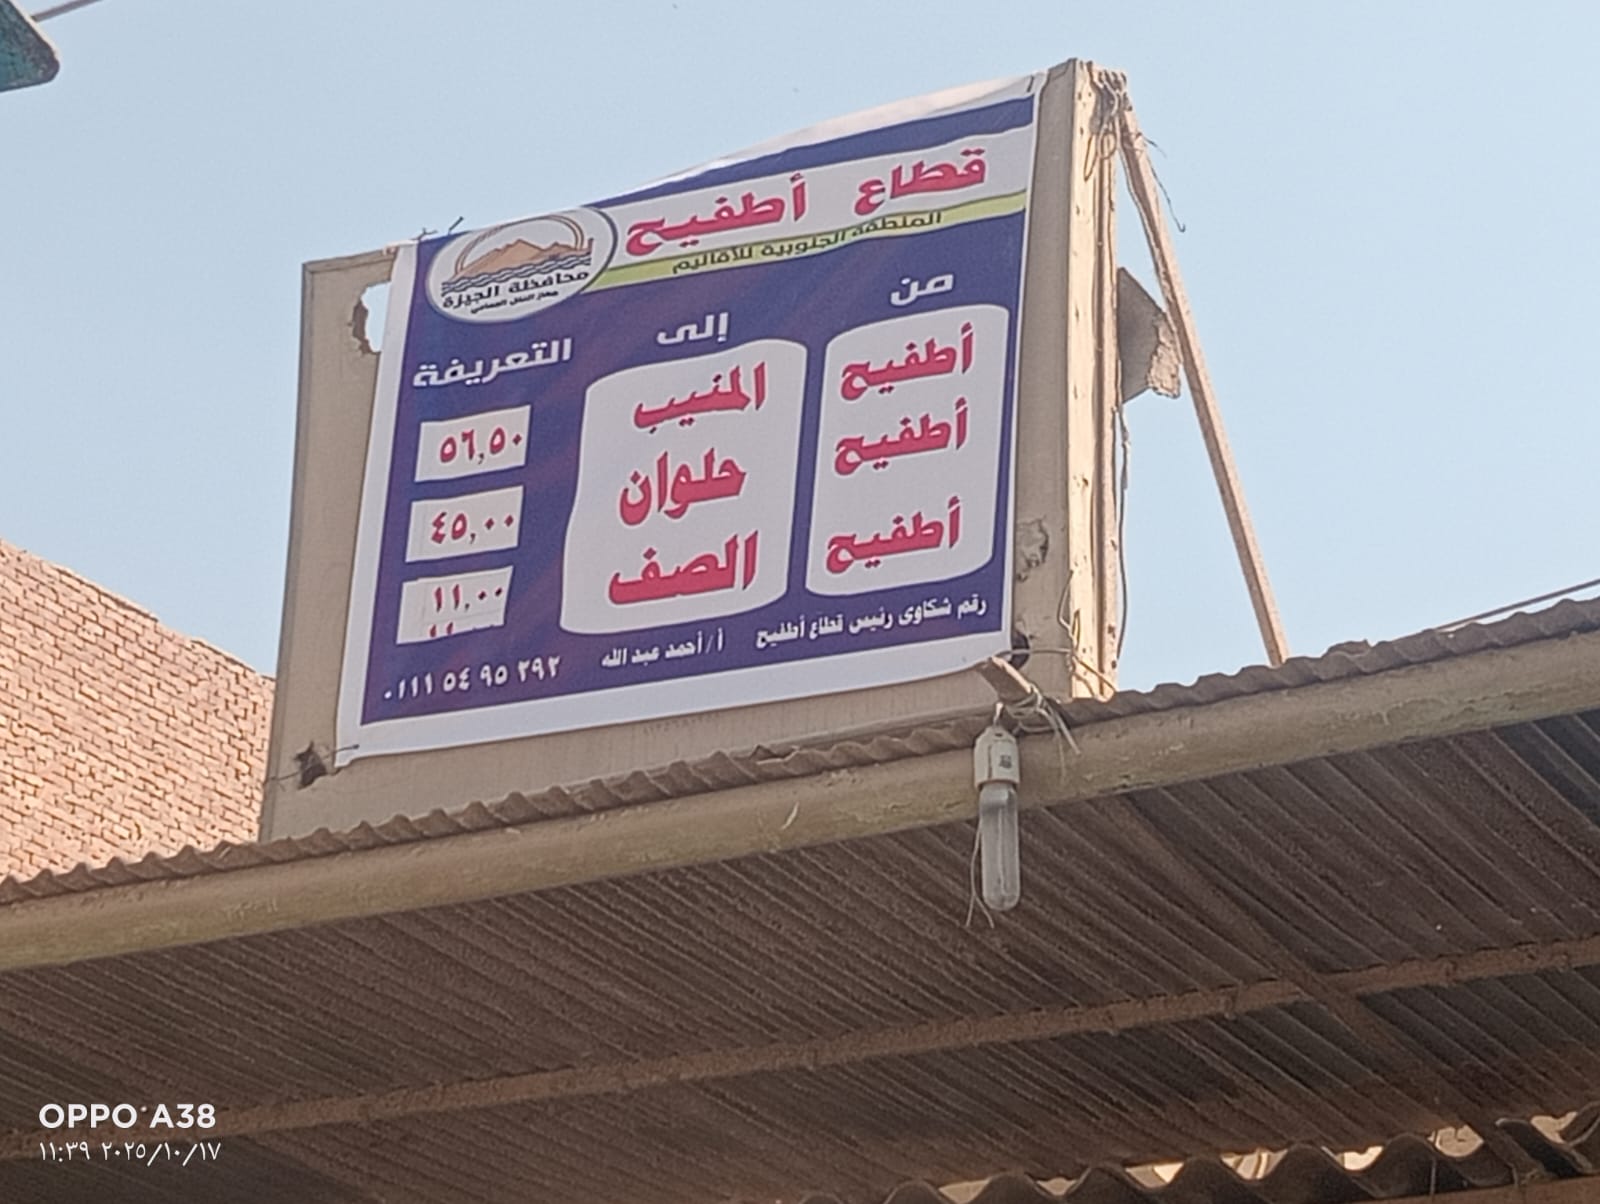 قطاع أطفيح
المنطقة الجنوبية للأقاليم
محافظة الجيزة
من إلى التعريفة
أطفيح المنيب ٥٦,٥٠
أطفيح حلوان ٤٥,٠٠
أطفيح الصف ١١,٠٠
رقم شكاوى رئيس قطاع أطفيح أ/أحمد عبد الله ٠١١١ ٥٤ ٩٥ ٢٩٢
OPPO A38
١١:٣٩ ٢٠٢٥/١٠/١٧